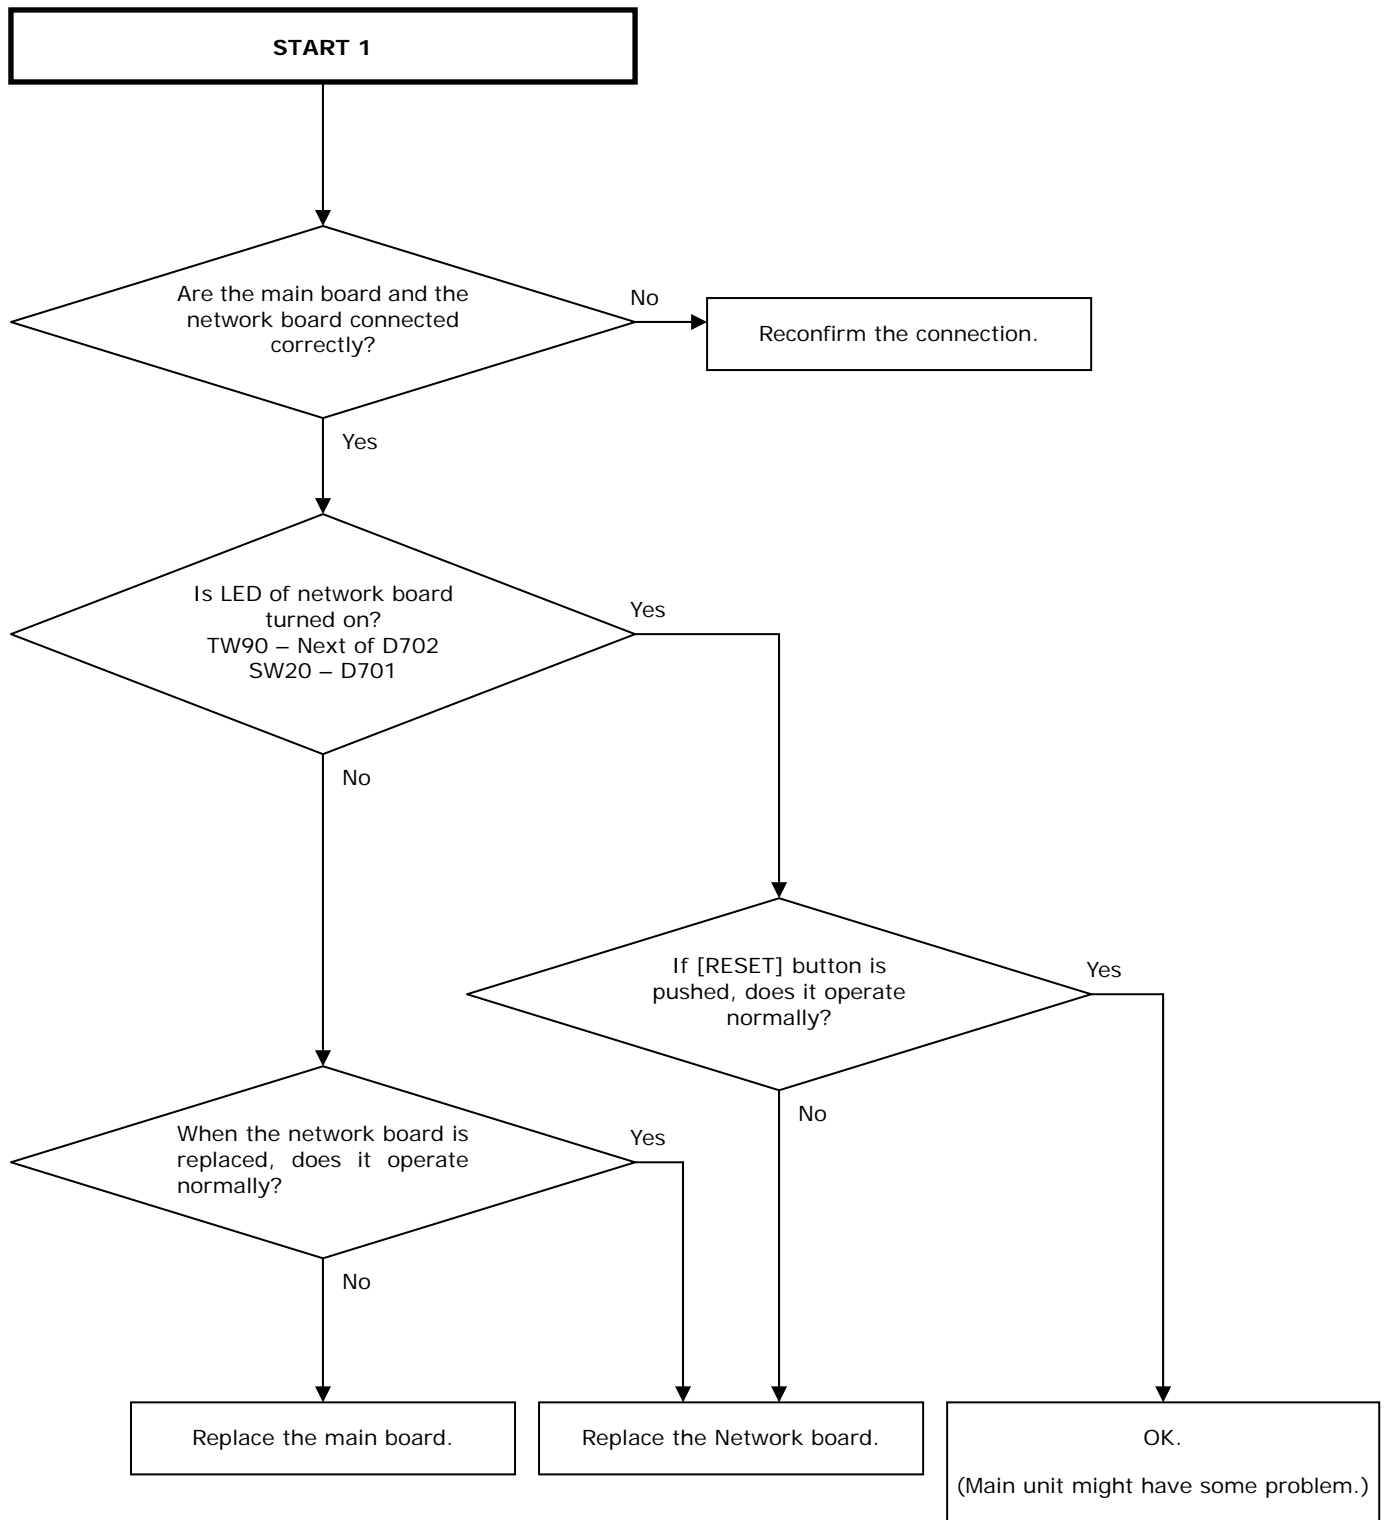 START 1
Are the main board and the
network board connected
correctly?
No
Reconfirm the connection.
Yes
Is LED of network board
turned on?
TW90 – Next of D702
SW20 – D701
Yes
No
If [RESET] button is
pushed, does it operate
normally?
Yes
No
When the network board is
replaced, does it operate
normally?
Yes
No
Replace the main board.
Replace the Network board.
OK.
(Main unit might have some problem.)